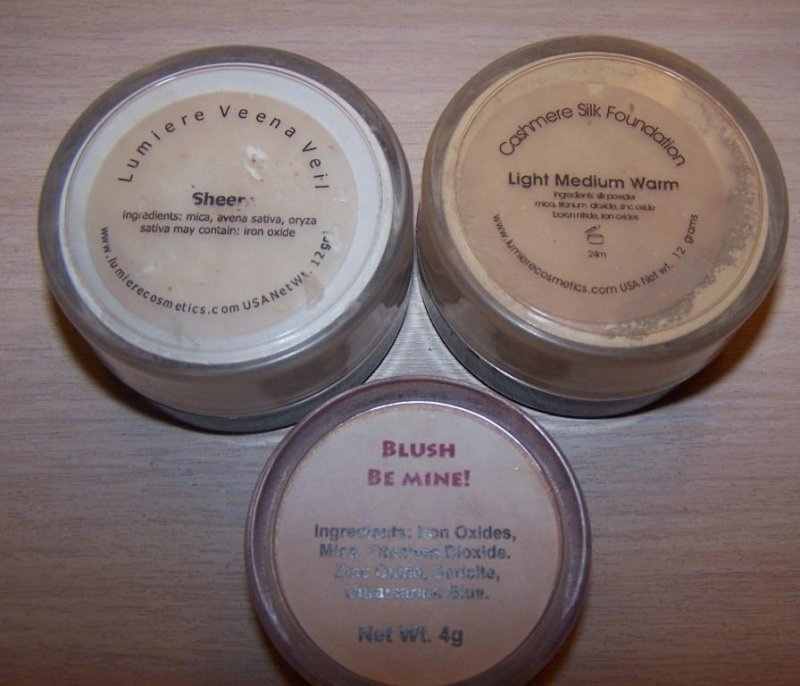 Lumiere Veena Veil
Sheer
ingredients: mica, avena sativa, oryza
sativa may contain: iron oxide
www.lumierecosmetics.com USA Net Wt. 12 gr
Cashmere Silk Foundation
Light Medium Warm
ingredients: silk powder
mica, titanium dioxide, zinc oxide
boron nitride, iron oxides
24m
www.lumierecosmetics.com USA Net wt. 12 grams
BLUSH
BE MINE!
Ingredients: Iron Oxides,
Mica, Titanium Dioxide.
Zinc Oxide, Sericite,
Ultramarine Blue.
Net Wt. 4g